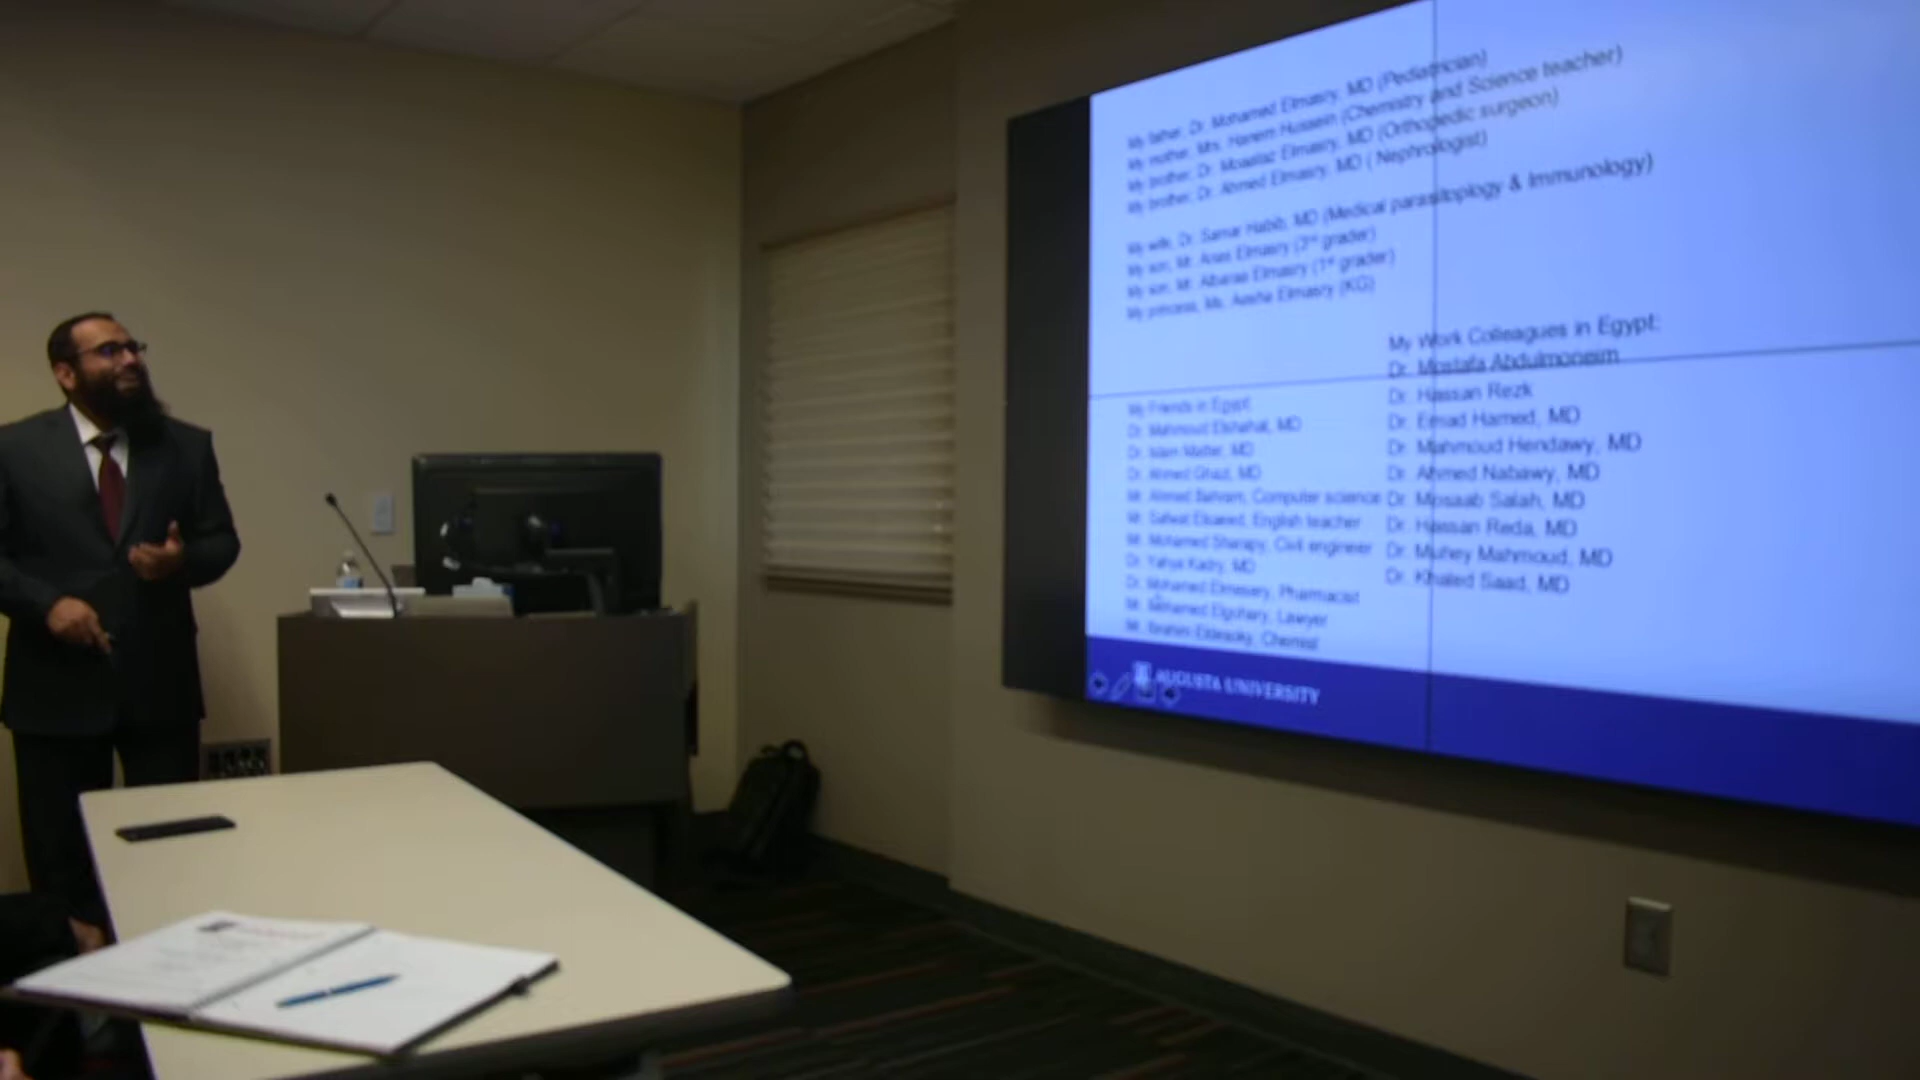 My father, Dr. Mohamed Elmasry, MD (Pediatrician)
My mother, Mrs. Hanem Hussein (Chemistry and Science teacher)
My brother, Dr. Moaataz Elmasry, MD (Orthopedic surgeon)
My brother, Dr. Ahmed Elmasry, MD ( Nephrologist)
My wife, Dr. Samar Habib, MD (Medical parasitoplogy & Immunology)
My son, Mr. Anas Elmasry (3rd grader)
My son, Mr. Albaraa Elmasry (1st grader)
My princess, Ms. Aesha Elmasry (KG)
My Friends in Egypt:
Dr. Mahmoud Elshahat, MD
Dr. Islam Matter, MD
Dr. Ahmed Ghazi, MD
Mr. Ahmed Computer science
Mr. Safwat English teacher
Mr. Mohamed Sharapy, Civil engineer
Dr. Yahya Kadry, MD
Dr. Mohamed Elmesery, Pharmacist
Mr. Mohamed Elgohary, Lawyer
Mr. Ibrahim Eldesoky, Chemist
My Work Colleagues in Egypt:
Dr. Mostafa Abdulmoneim
Dr. Hassan Rezk
Dr. Emad Hamed, MD
Dr. Mahmoud Hendawy, MD
Dr. Ahmed Nabawy, MD
Dr. Mosaab Salah, MD
Dr. Hassan Reda, MD
Dr. Muhey Mahmoud, MD
Dr. Khaled Saad, MD
AUGUSTA UNIVERSITY